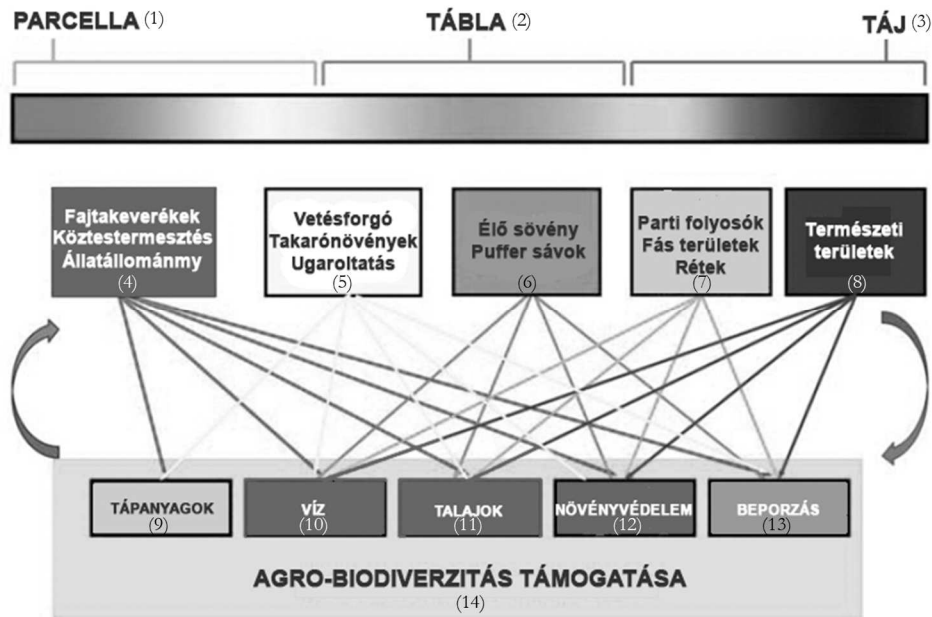 PARCELLA (1) TÁBLA (2) TÁJ (3)
Fajtakeverékek
Köztestermesztés
Állatállománmy
(4)
Vetésforgó
Takarónövények
Ugaroltatás
(5)
Élő sövény
Puffer sávok
(6)
Parti folyosók
Fás területek
Rétek
(7)
Természeti
területek
(8)
TÁPANYAGOK
(9)
VÍZ
(10)
TALAJOK
(11)
NÖVÉNYVÉDELEM
(12)
BEPORZÁS
(13)
AGRO-BIODIVERZITÁS TÁMOGATÁSA
(14)